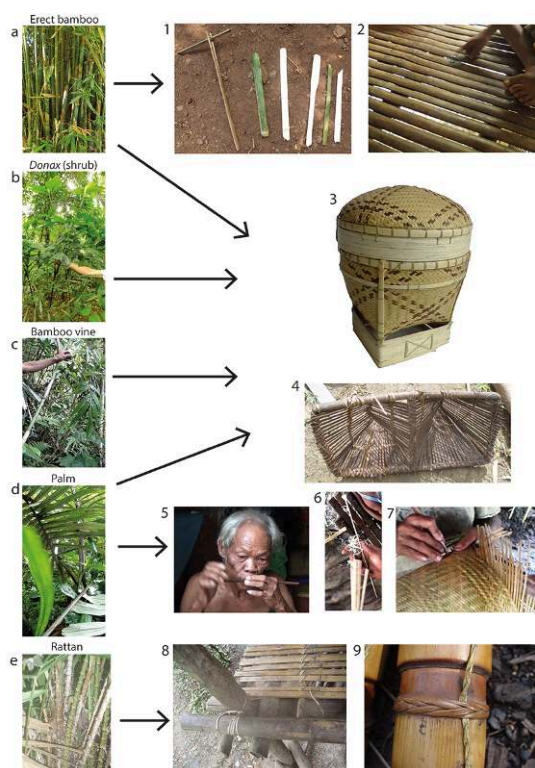 Erect bamboo
a
1
2
Donax (shrub)
b
3
Bamboo vine
c
4
Palm
d
5
6
7
Rattan
e
8
9